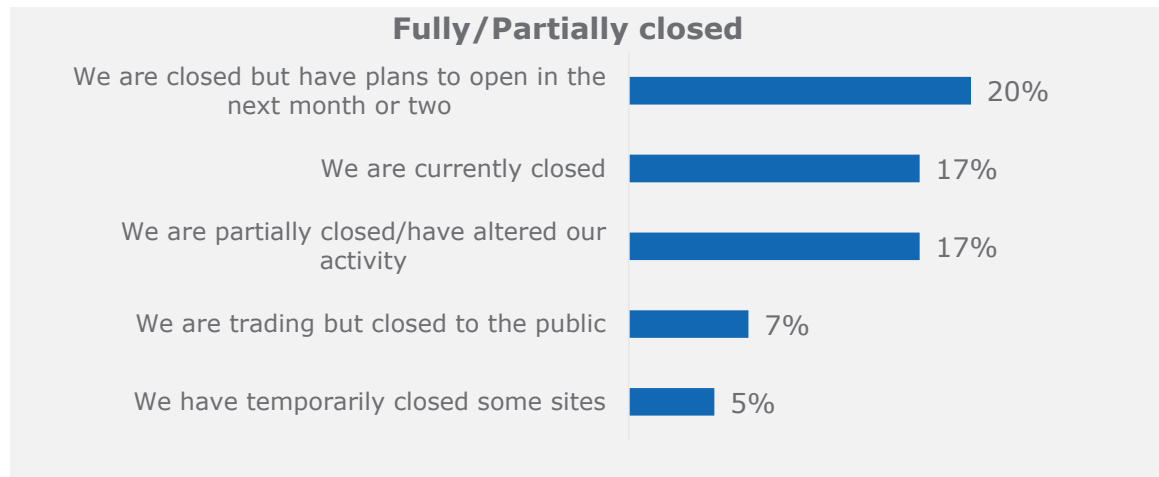 Fully/Partially closed
We are closed but have plans to open in the
next month or two
20%
We are currently closed
17%
We are partially closed/have altered our
activity
17%
We are trading but closed to the public
7%
We have temporarily closed some sites
5%